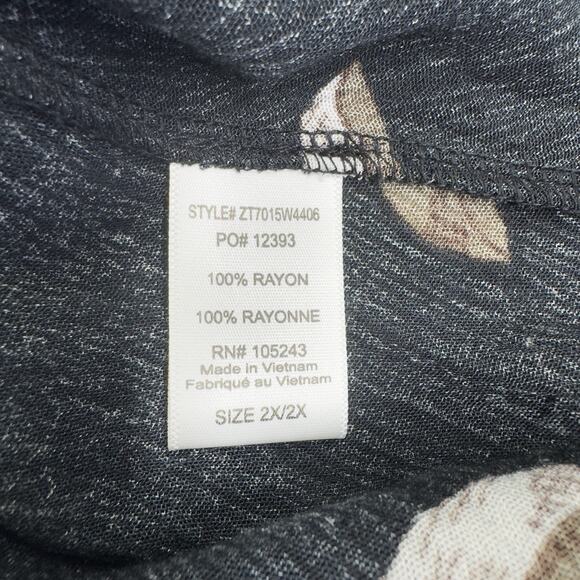 STYLE# ZT7015W4406
PO# 12393
100% RAYON
100% RAYONNE
RN# 105243
Made in Vietnam
Fabriqué au Vietnam
SIZE 2X/2X